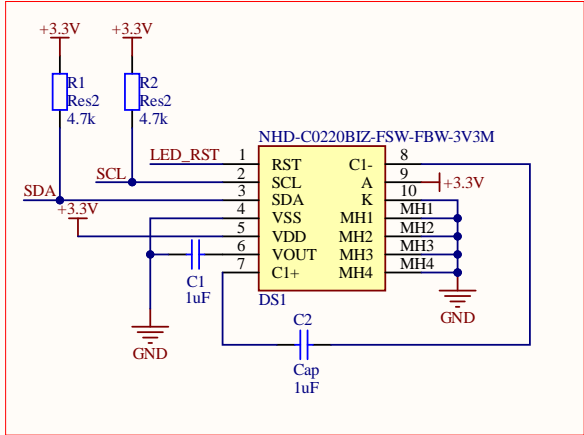 +3.3V +3.3V
R1 R2
Res2 Res2
4.7k 4.7k
NHD-C0220BIZ-FSW-FBW-3V3M
LED_RST 1 RST C1- 8
SCL 2 SCL A 9 +3.3V
SDA 3 SDA K 10
+3.3V 4 VSS MH1 MH1
5 VDD MH2 MH2
6 VOUT MH3 MH3
7 C1+ MH4 MH4
C1
1uF
DS1
GND
GND
C2
Cap
1uF